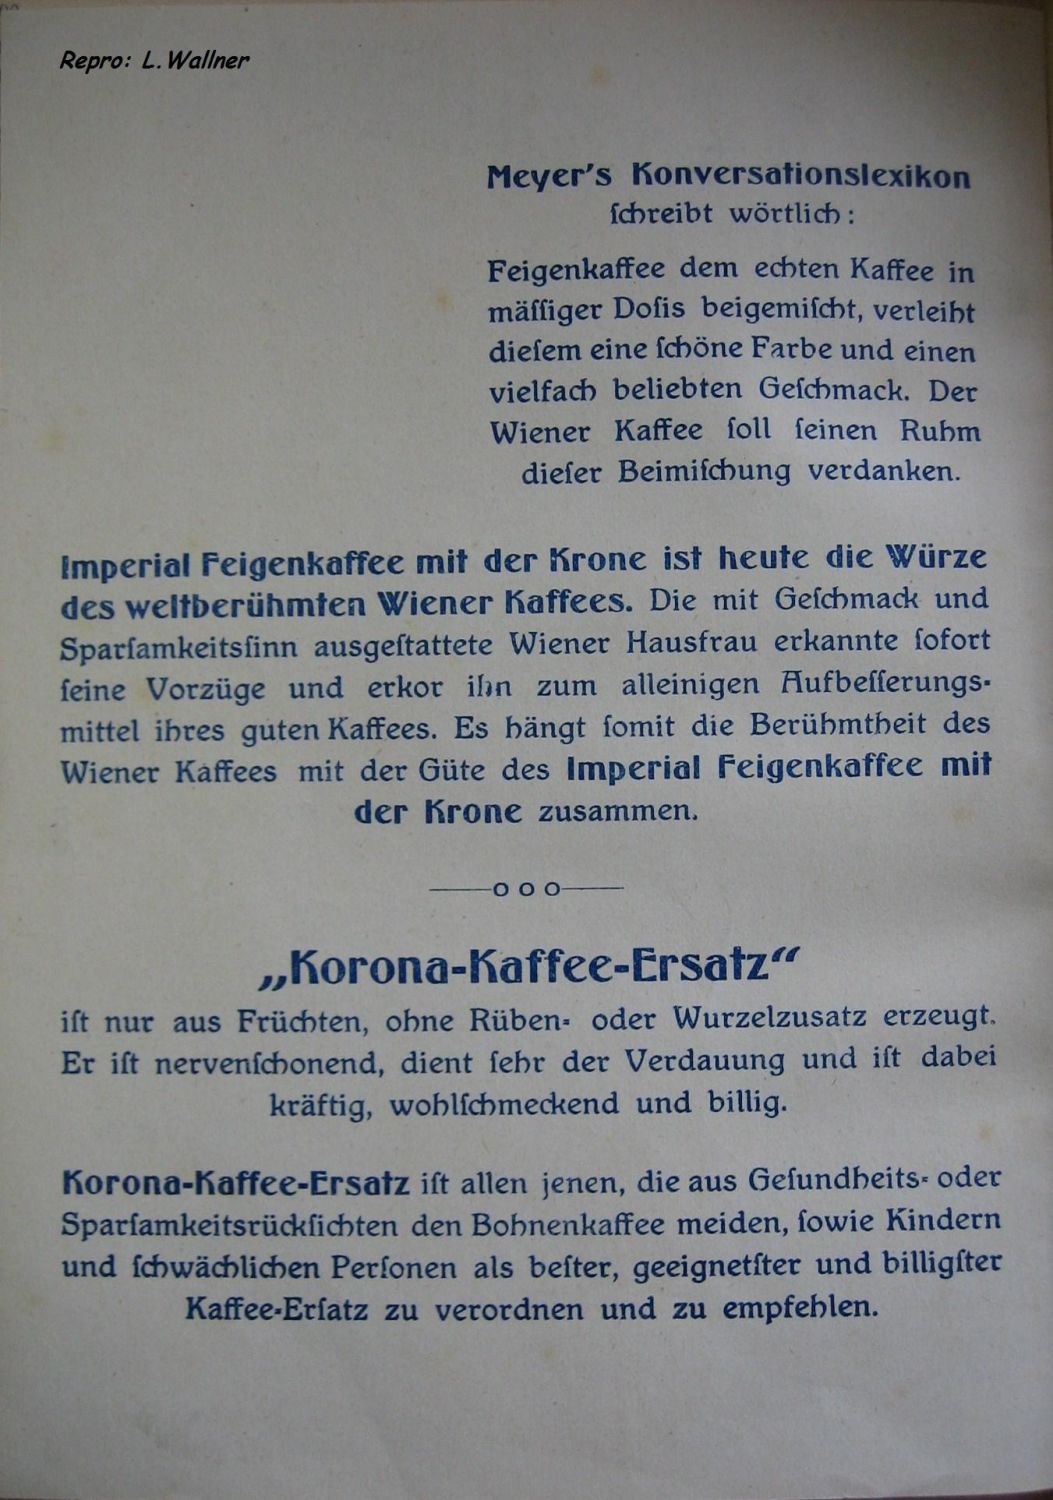 Repro: L. Wallner
Meyer's Konversationslexikon
ſchreibt wörtlich:
Feigenkaffee dem echten Kaffee in
mäſſiger Doſis beigemiſcht, verleiht
dieſem eine ſchöne Farbe und einen
vielfach beliebten Geſchmack. Der
Wiener Kaffee ſoll ſeinen Ruhm
dieſer Beimiſchung verdanken.
Imperial Feigenkaffee mit der Krone ist heute die Würze
des weltberühmten Wiener Kaffees. Die mit Geſchmack und
Sparſamkeitsſinn ausgeſtattete Wiener Hausfrau erkannte ſofort
ſeine Vorzüge und erkor ihn zum alleinigen Aufbeſſerungs-
mittel ihres guten Kaffees. Es hängt ſomit die Berühmtheit des
Wiener Kaffees mit der Güte des Imperial Feigenkaffee mit
der Krone zusammen.
—o o o—
„Korona-Kaffee-Ersatz“
iſt nur aus Früchten, ohne Rüben- oder Wurzelzusatz erzeugt.
Er iſt nervenſchonend, dient ſehr der Verdauung und iſt dabei
kräftig, wohlſchmeckend und billig.
Korona-Kaffee-Ersatz iſt allen jenen, die aus Geſundheits- oder
Sparſamkeitsrückſichten den Bohnenkaffee meiden, ſowie Kindern
und ſchwächlichen Perſonen als beſter, geeignetſter und billigſter
Kaffee-Erſatz zu verordnen und zu empfehlen.